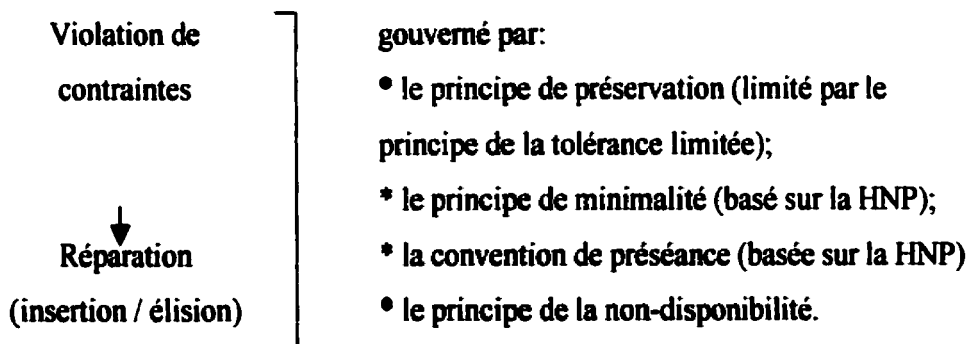 Violation de
contraintes
Réparation
(insertion / élision)
gouverné par:
• le principe de préservation (limité par le
principe de la tolérance limitée);
* le principe de minimalité (basé sur la HNP);
* la convention de préséance (basée sur la HNP)
• le principe de la non-disponibilité.